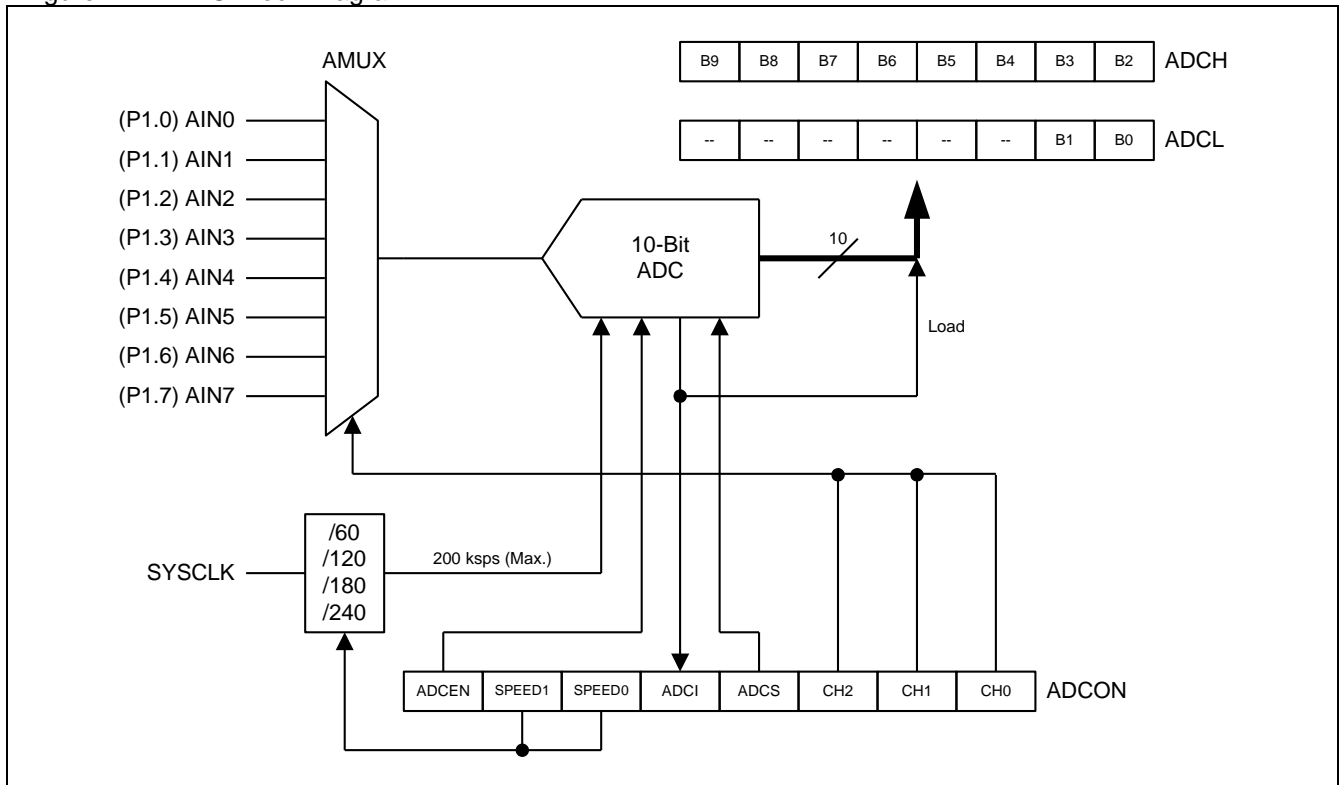 AMUX
(P1.0) AIN0
(P1.1) AIN1
(P1.2) AIN2
(P1.3) AIN3
(P1.4) AIN4
(P1.5) AIN5
(P1.6) AIN6
(P1.7) AIN7
B9 B8 B7 B6 B5 B4 B3 B2 ADCH
-- -- -- -- -- -- B1 B0 ADCL
10-Bit
ADC
10
Load
SYSCLK
/60
/120
/180
/240
200 ksps (Max.)
ADCEN SPEED1 SPEED0 ADCI ADCS CH2 CH1 CH0 ADCON